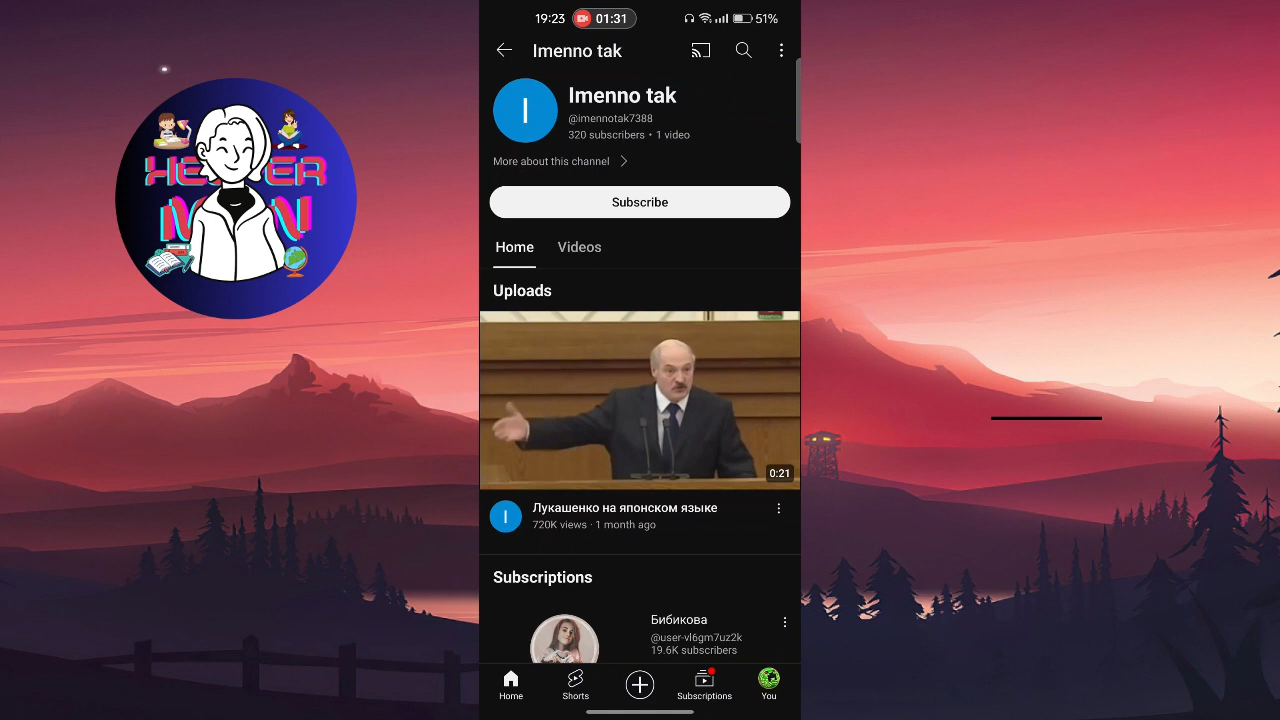 19:23 01:31 51%
Imenno tak
I
Imenno tak
@imennotak7388
320 subscribers • 1 video
More about this channel
Subscribe
Home Videos
Uploads
0:21
I
Лукашенко на японском языке
720K views · 1 month ago
Subscriptions
Бибикова
@user-vl6gm7uz2k
19.6K subscribers
Home Shorts Subscriptions You